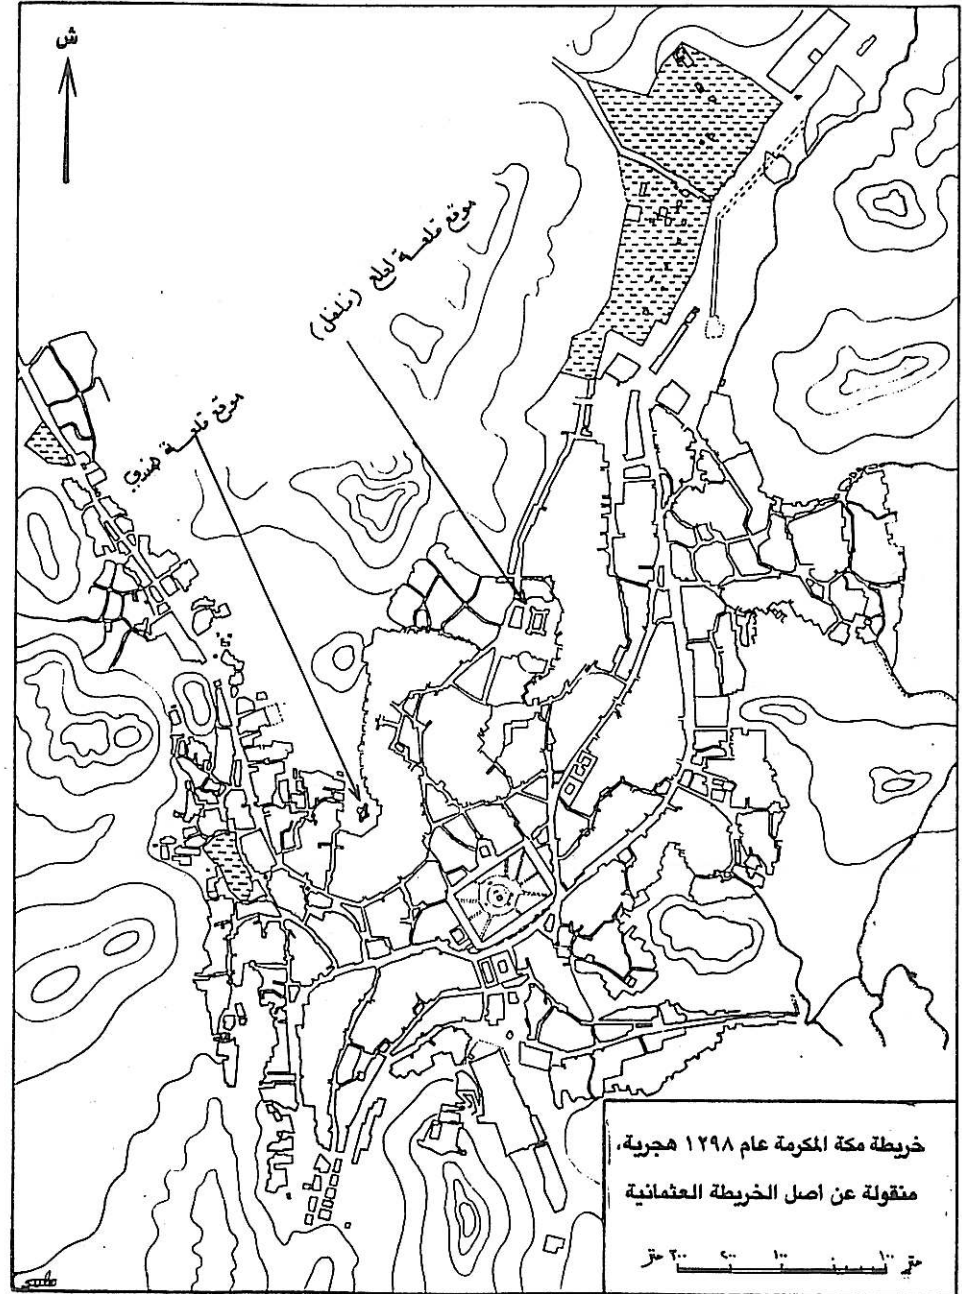 ش
موقع قلعة لعلع (فلفل)
موقع قلعة هندي
خريطة مكة المكرمة عام ١٢٩٨ هجرية،
منقولة عن اصل الخريطة العثمانية
متر ١٠٠ ١٠٠ ٢٠٠ ٣٠٠ متر